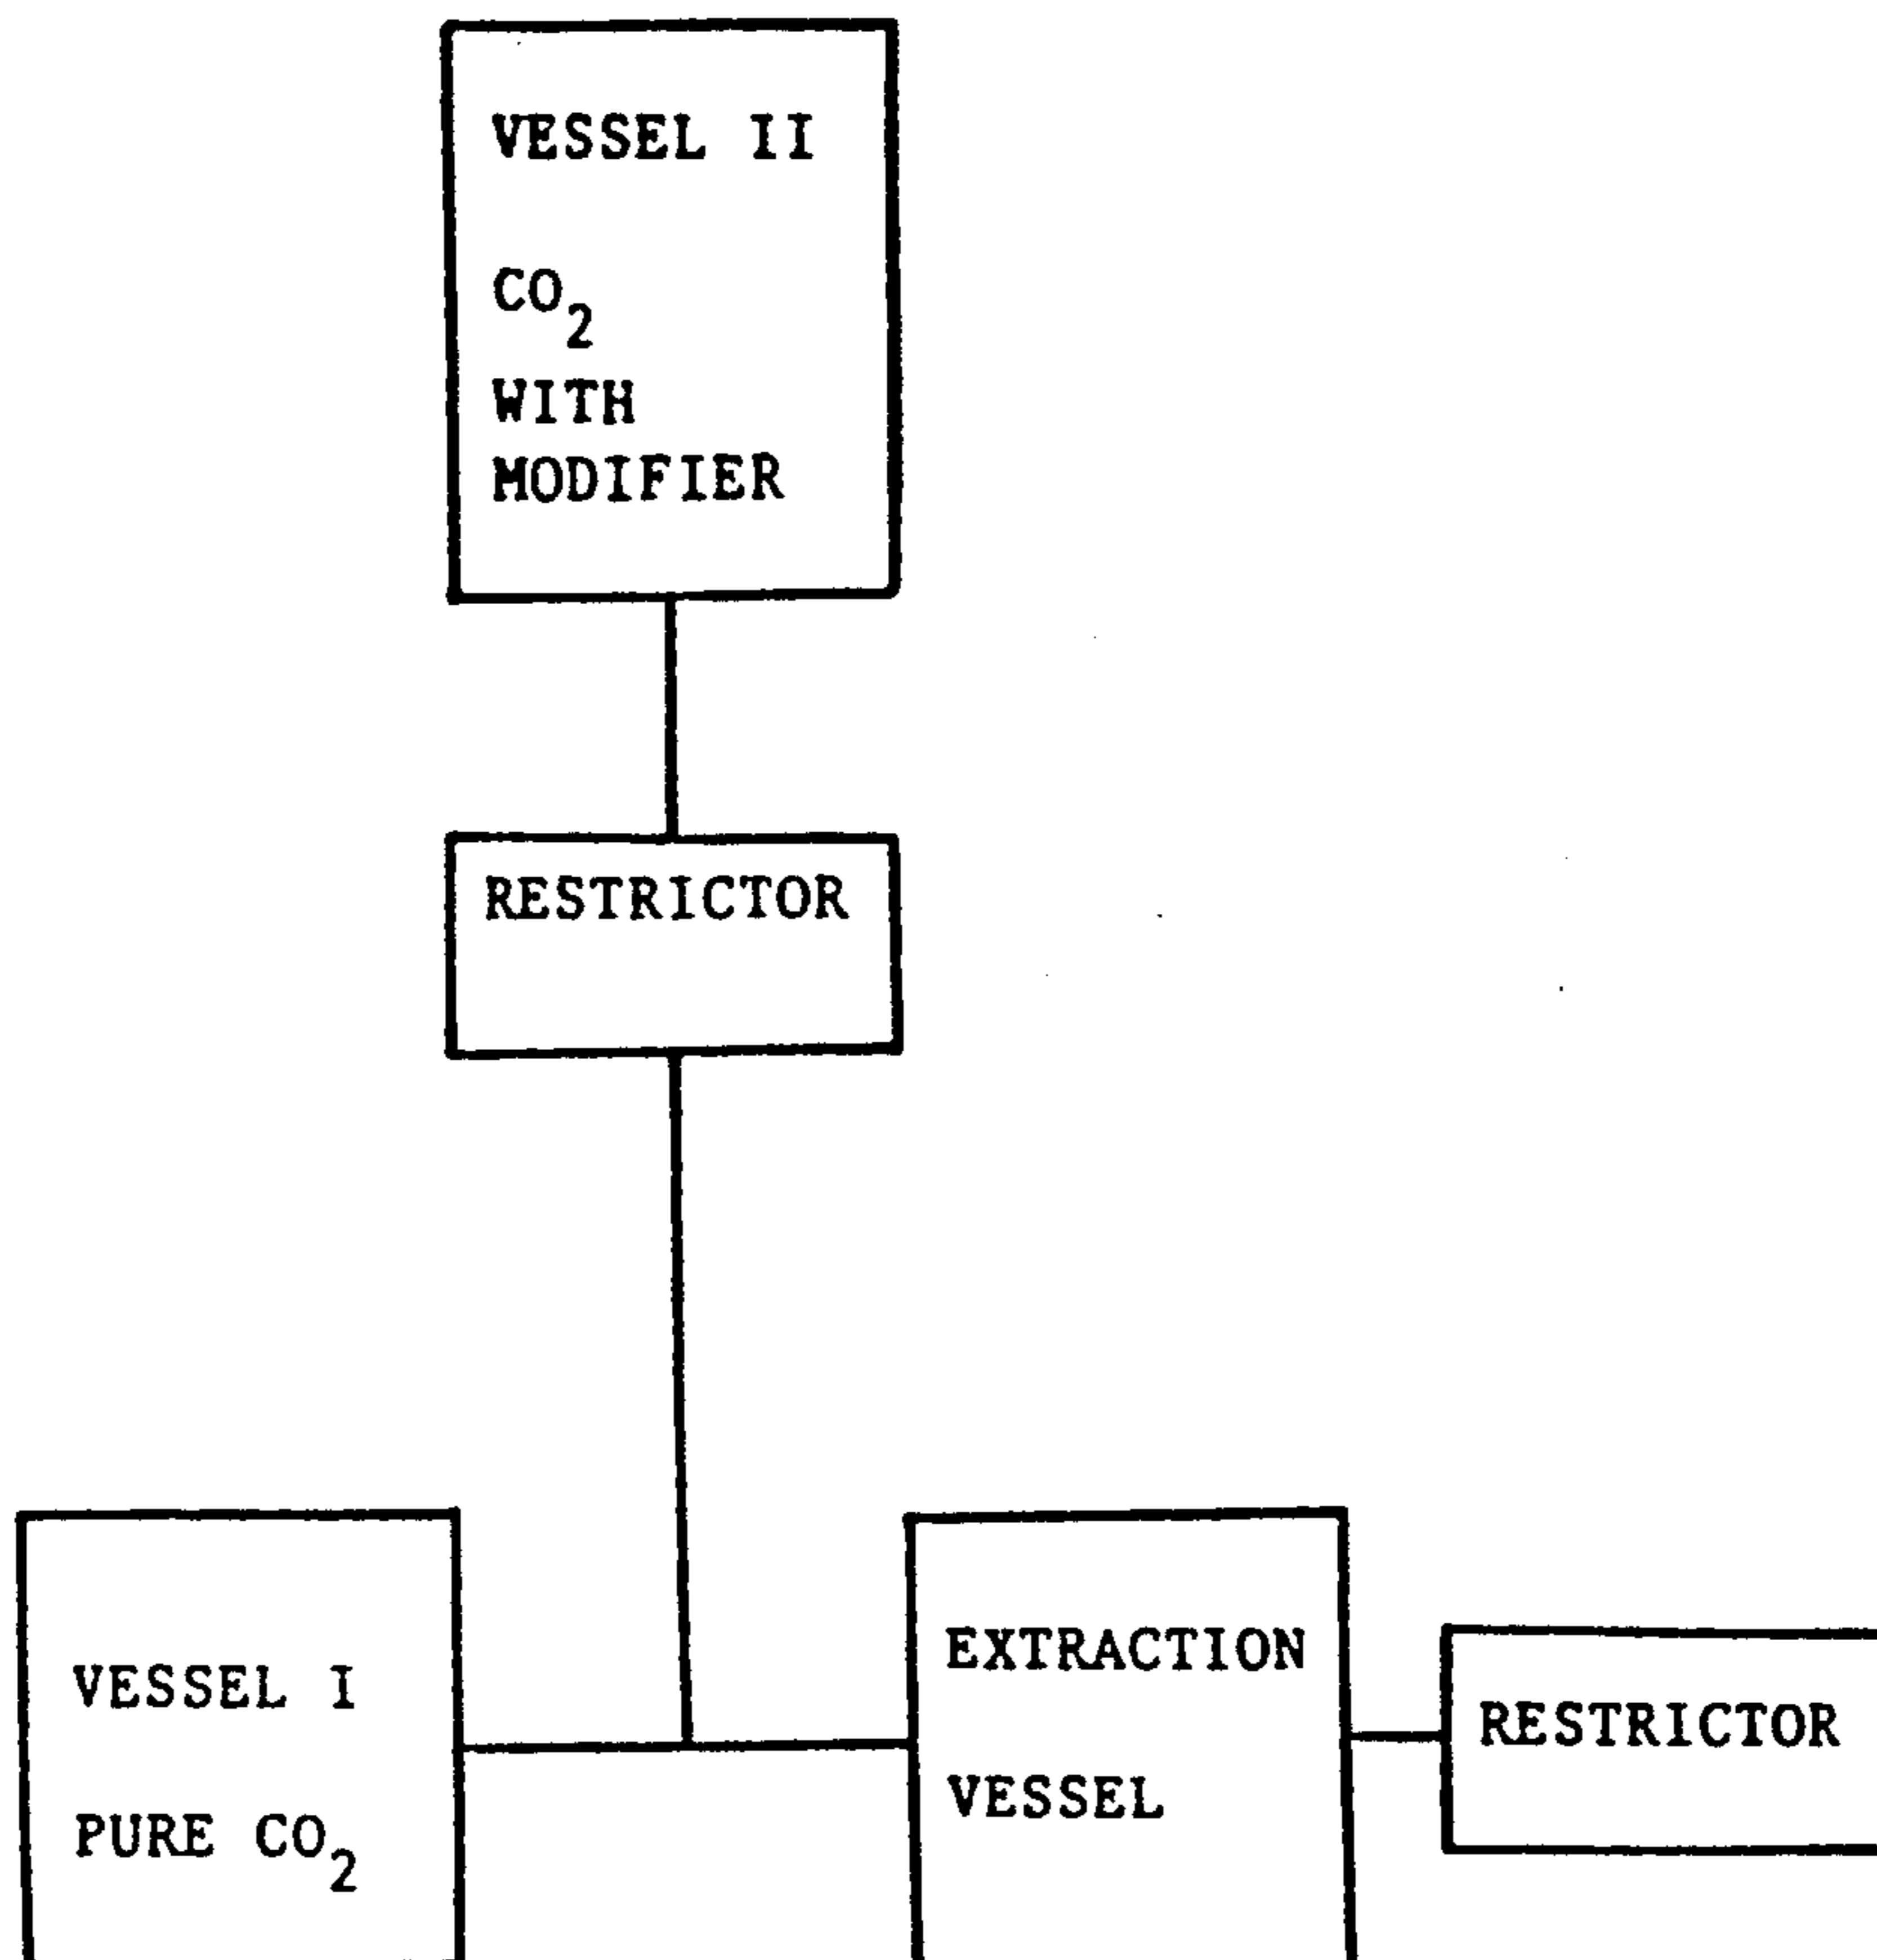 VESSEL II
CO₂
WITH
MODIFIER
RESTRICTOR
VESSEL I
PURE CO₂
EXTRACTION
VESSEL
RESTRICTOR